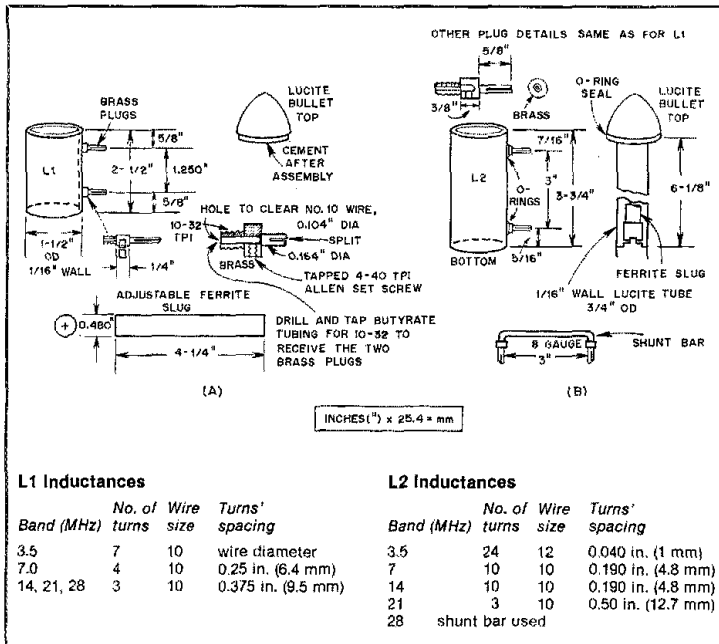 OTHER PLUG DETAILS SAME AS FOR L1
5/8"
3/8"
BRASS
O-RING
SEAL
LUCITE
BULLET
TOP
BRASS
PLUGS
L1
5/8"
2-1/2"
1.250"
5/8"
LUCITE
BULLET
TOP
CEMENT
AFTER
ASSEMBLY
1-1/2"
OD
1/16" WALL
1/4"
HOLE TO CLEAR NO. 10 WIRE,
0.104" DIA
10-32
TPI
SPLIT
0.164" DIA
BRASS
TAPPED 4-40 TPI
ALLEN SET SCREW
ADJUSTABLE FERRITE
SLUG
+
0.480"
4-1/4"
DRILL AND TAP BUTYRATE
TUBING FOR 10-32 TO
RECEIVE THE TWO
BRASS PLUGS
(A)
L2
7/16"
3"
3-3/4"
O-
RINGS
5/16"
BOTTOM
6-1/8"
FERRITE SLUG
1/16" WALL LUCITE TUBE
3/4" OD
8 GAUGE
3"
SHUNT BAR
(B)
INCHES(") x 25.4 = mm
L1 Inductances
Band (MHz) No. of turns Wire size Turns' spacing
3.5 7 10 wire diameter
7.0 4 10 0.25 in. (6.4 mm)
14, 21, 28 3 10 0.375 in. (9.5 mm)
L2 Inductances
Band (MHz) No. of turns Wire size Turns' spacing
3.5 24 12 0.040 in. (1 mm)
7 10 10 0.190 in. (4.8 mm)
14 10 10 0.190 in. (4.8 mm)
21 3 10 0.50 in. (12.7 mm)
28 shunt bar used